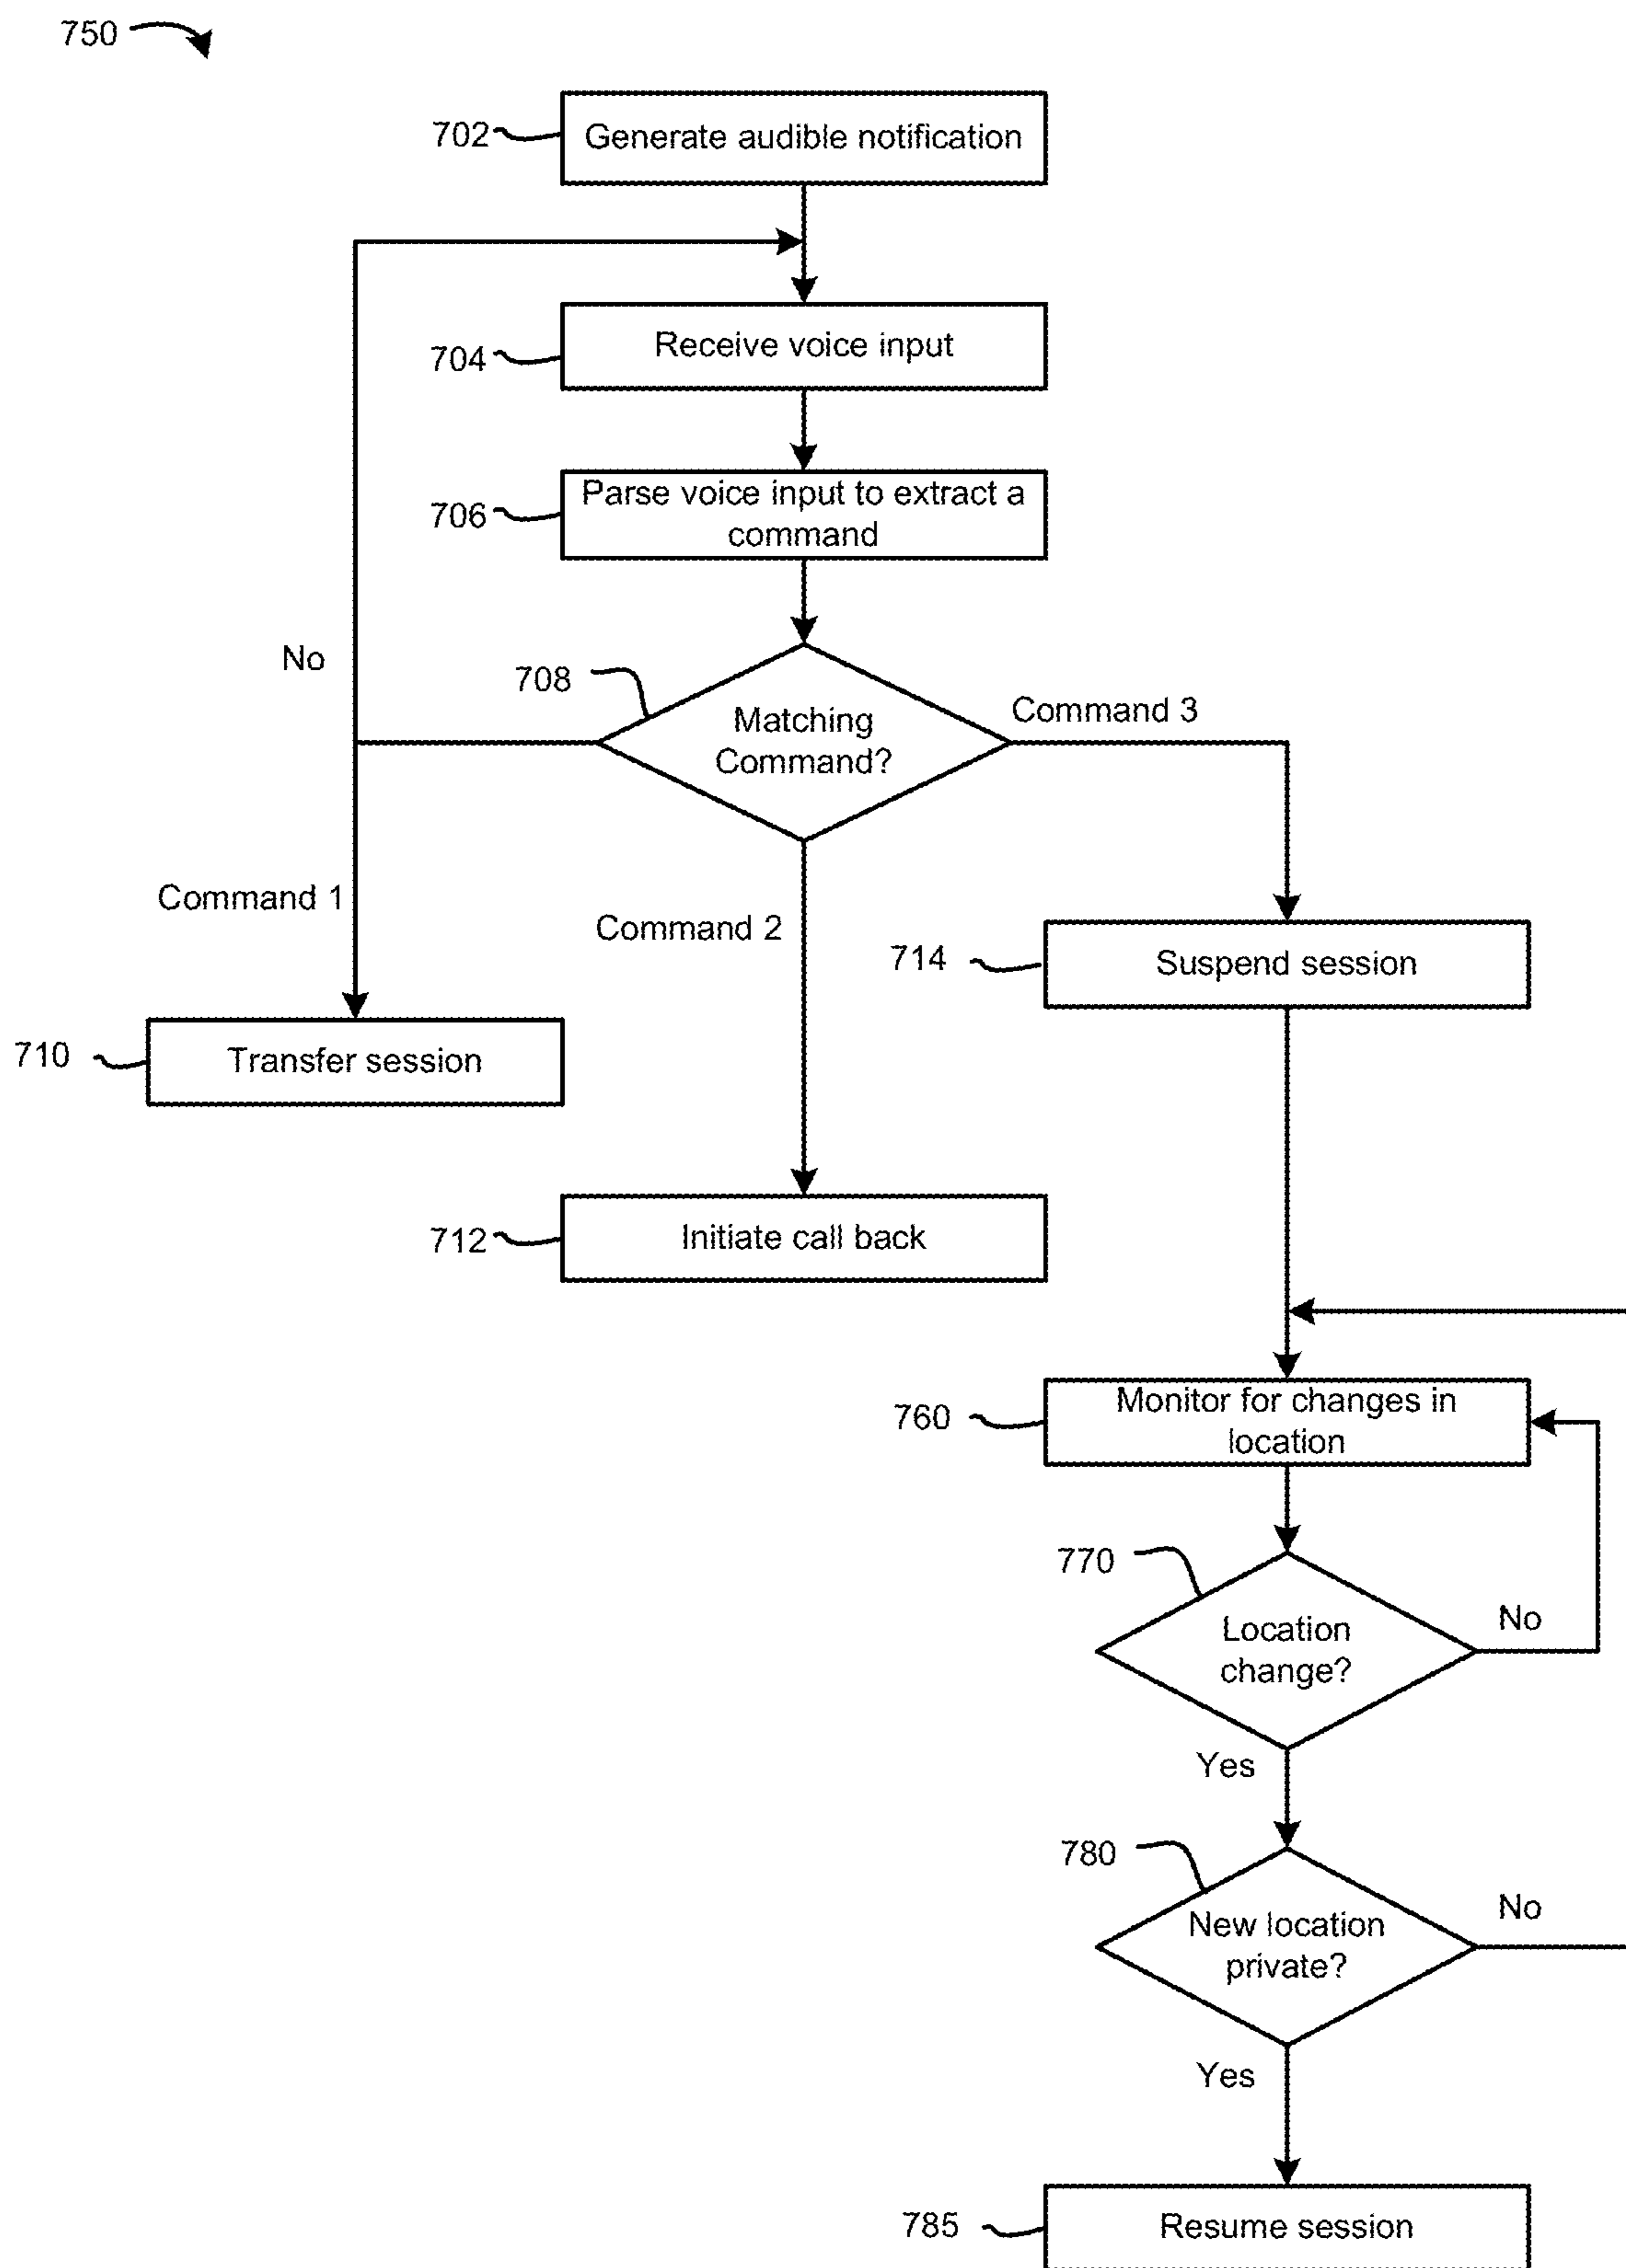 750
702
Generate audible notification
704
Receive voice input
706
Parse voice input to extract a
command
No
708
Matching
Command?
Command 3
Command 1
Command 2
714
Suspend session
710
Transfer session
712
Initiate call back
760
Monitor for changes in
location
770
Location
change?
No
Yes
780
New location
private?
No
Yes
785
Resume session